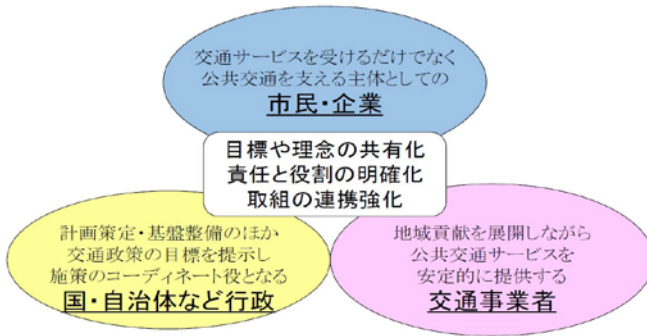 交通サービスを受けるだけでなく
公共交通を支える主体としての
市民・企業
目標や理念の共有化
責任と役割の明確化
取組の連携強化
計画策定・基盤整備のほか
交通政策の目標を提示し
施策のコーディネート役となる
国・自治体など行政
地域貢献を展開しながら
公共交通サービスを
安定的に提供する
交通事業者